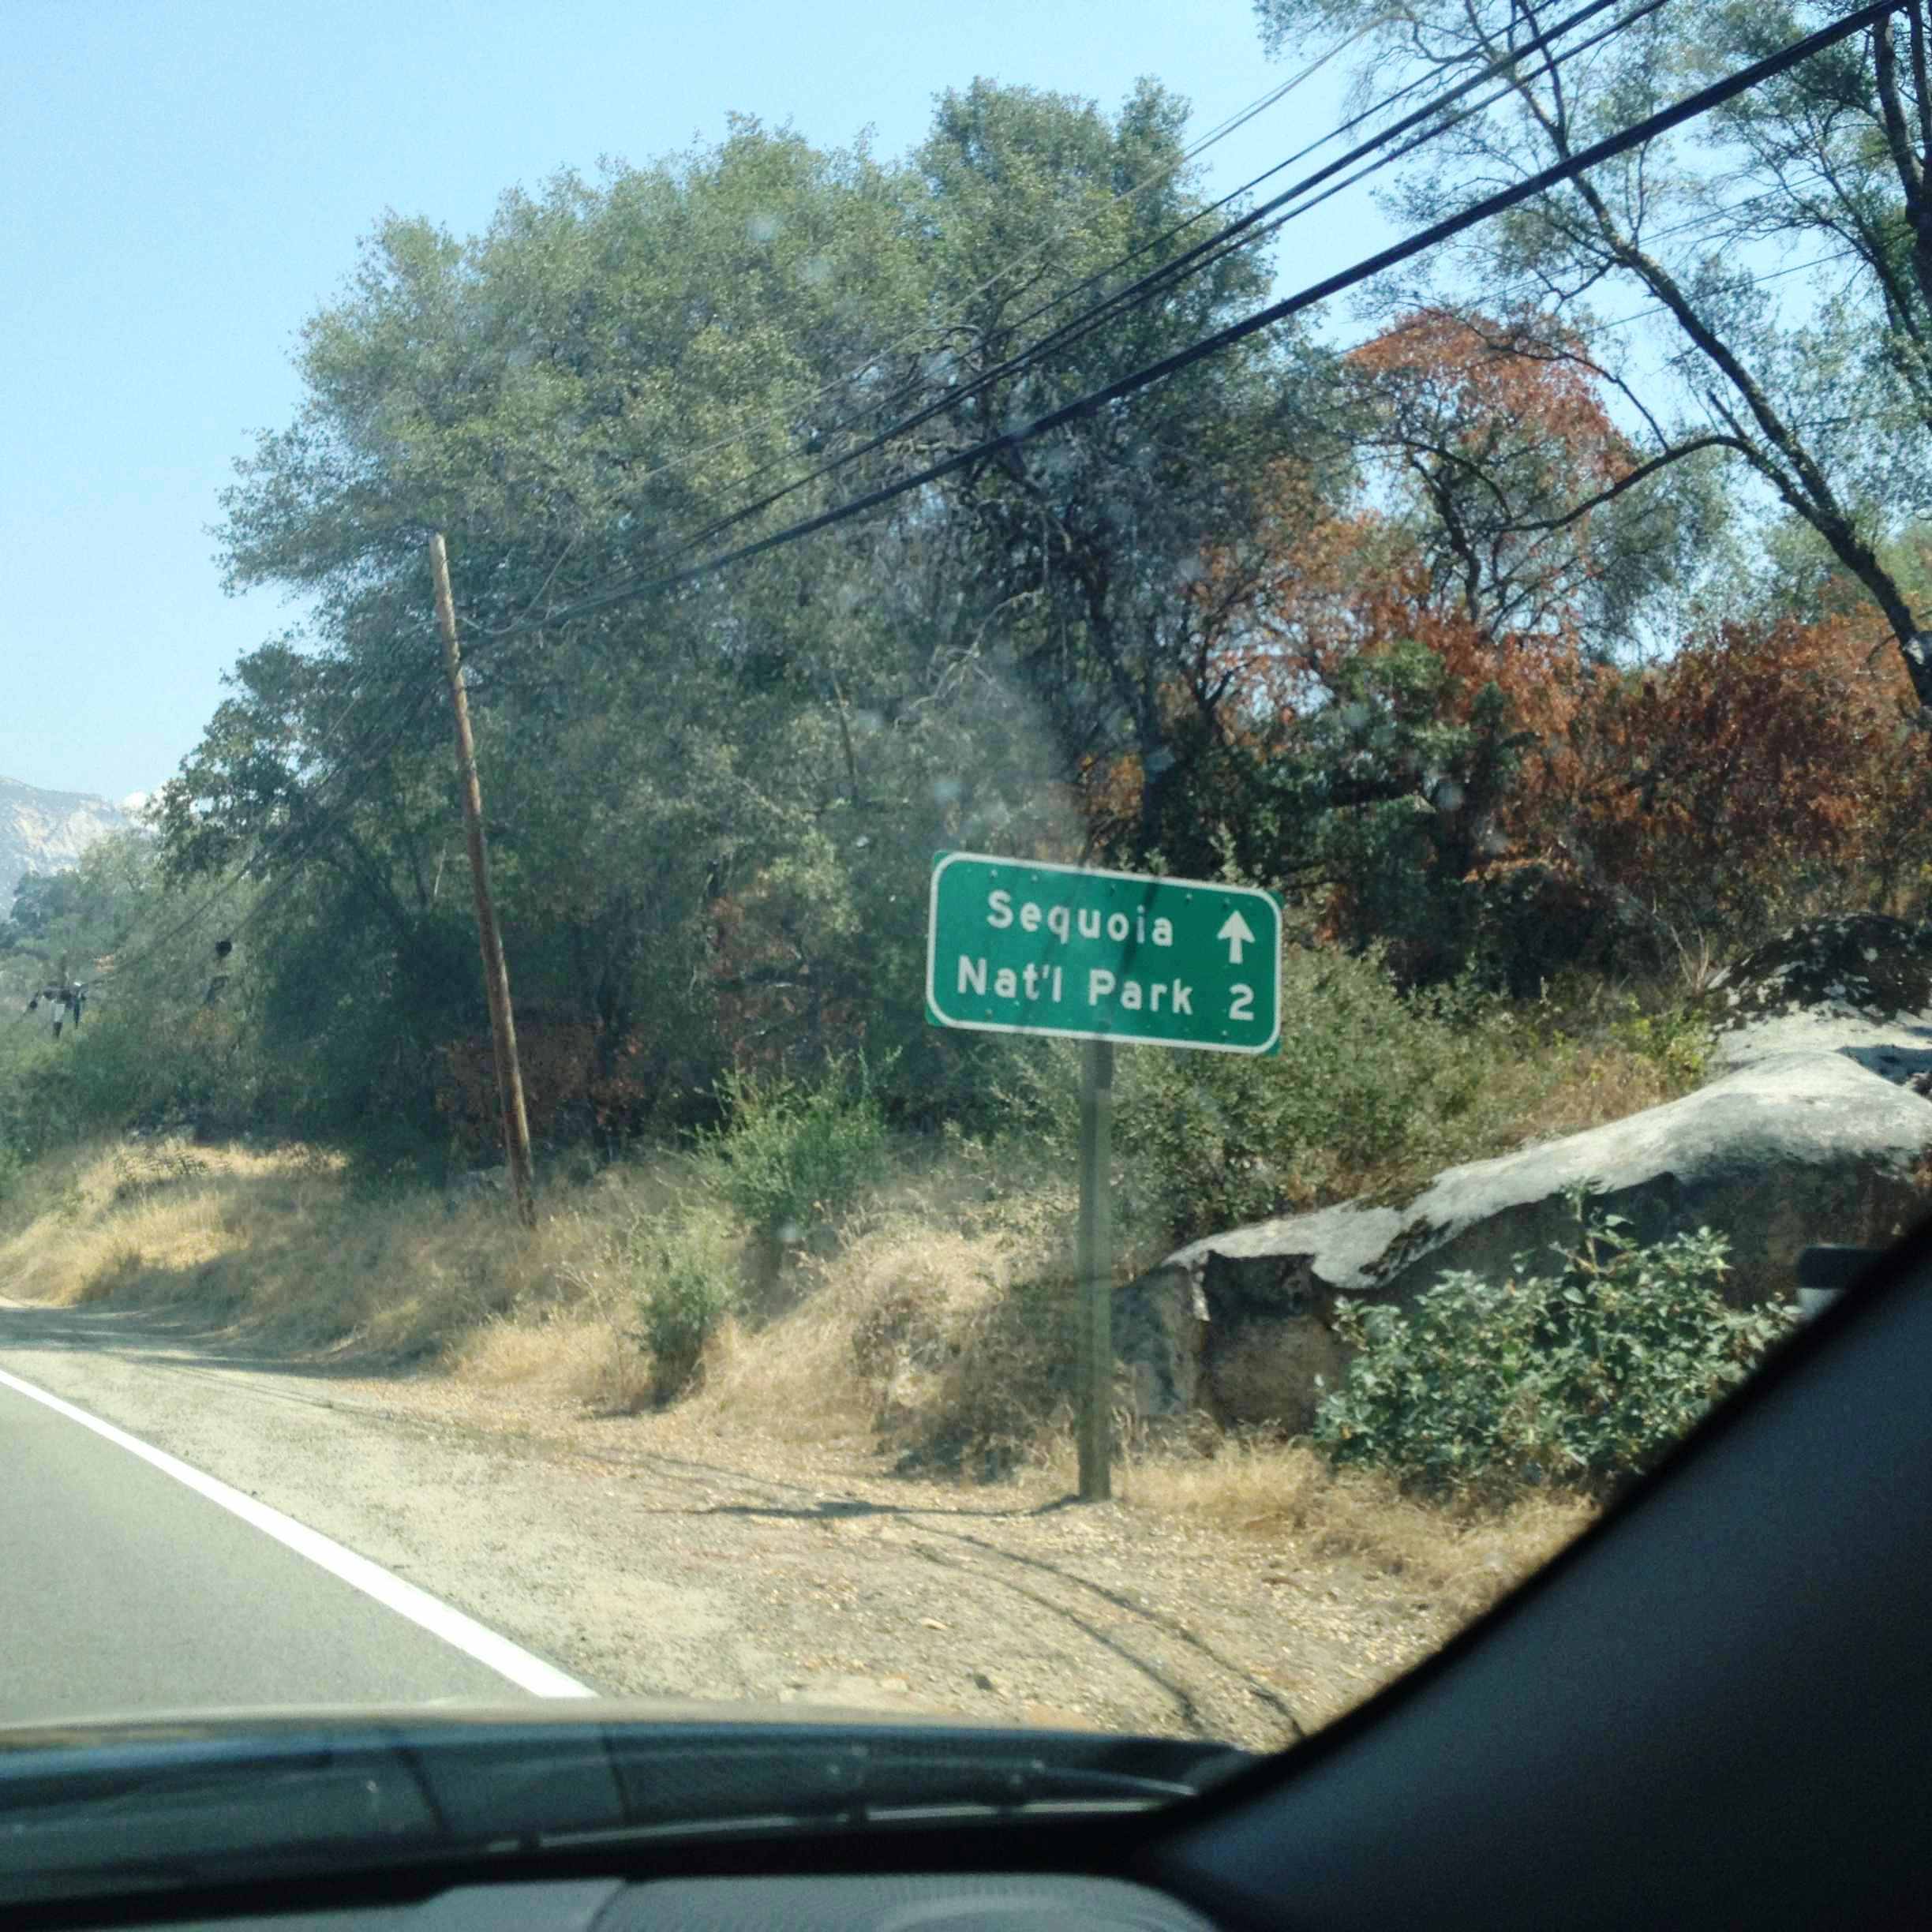 Sequoia ↑
Nat'l Park 2